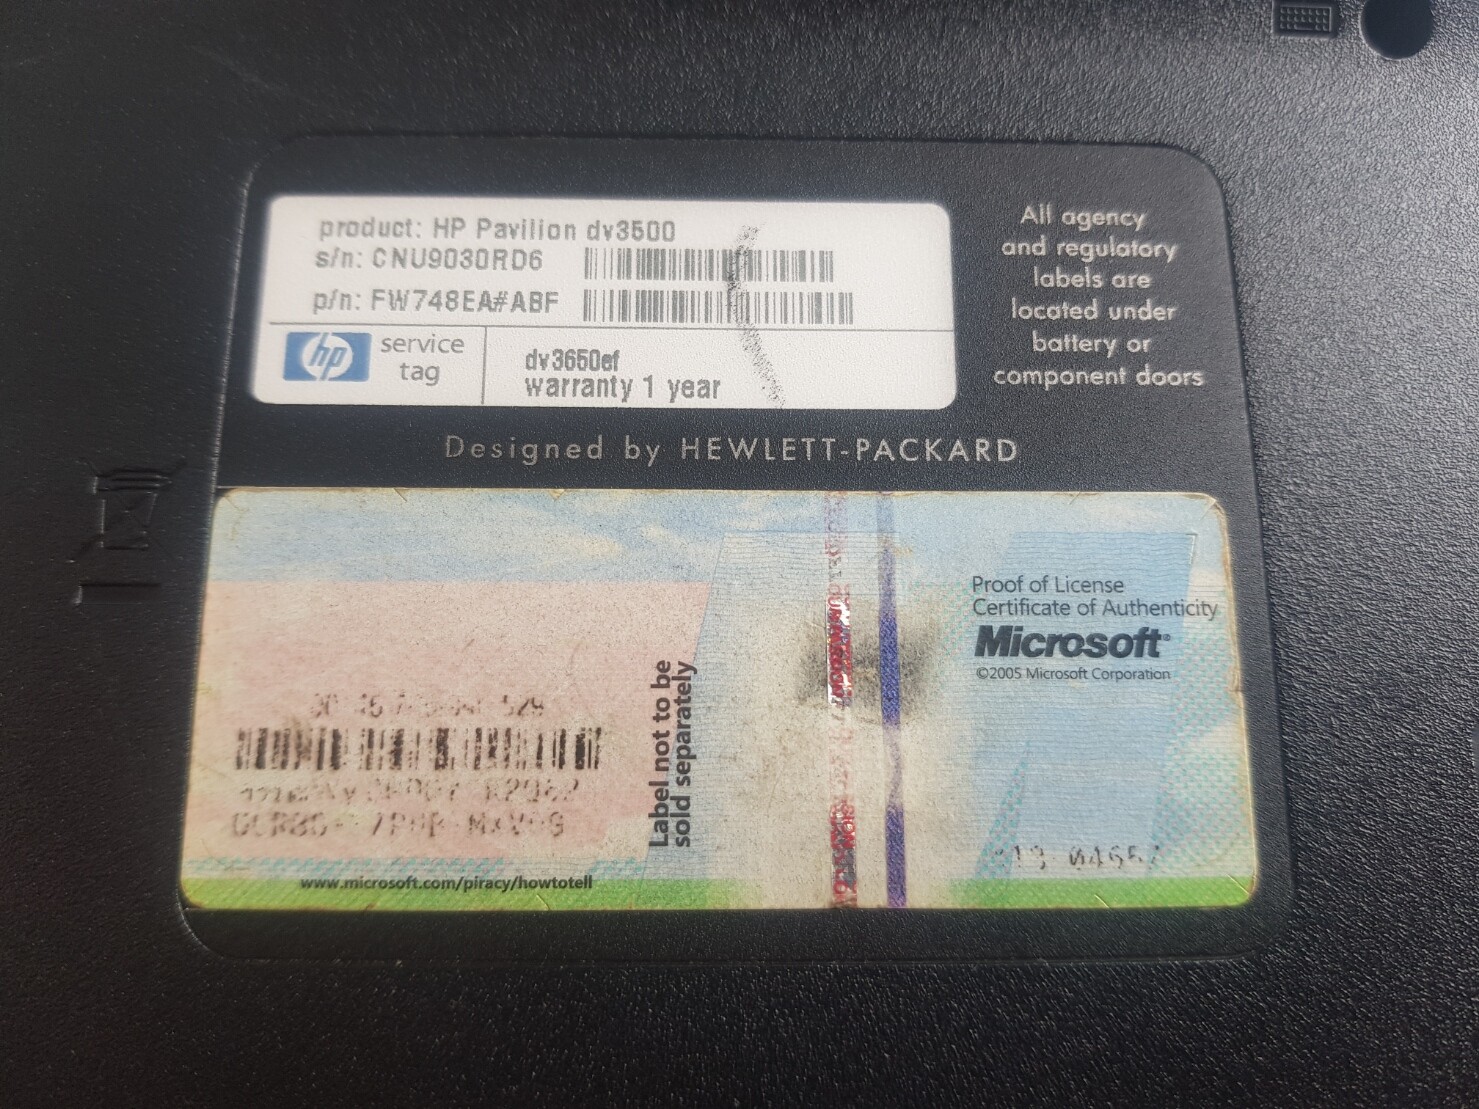 product: HP Pavilion dv3500
s/n: CNU9030RD6
p/n: FW748EA#ABF
hp
service
tag
dv3650ef
warranty 1 year
All agency
and regulatory
labels are
located under
battery or
component doors
Designed by HEWLETT-PACKARD
Proof of License
Certificate of Authenticity
Microsoft®
©2005 Microsoft Corporation
Label not to be
sold separately
www.microsoft.com/piracy/howtotell